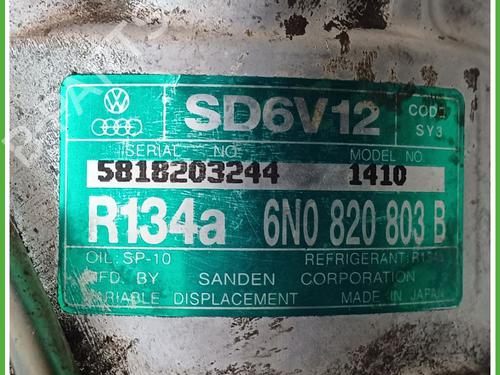 SD6V12
CODE
SY3
SERIAL NO.
MODEL NO
5818203244
1410
R134a
6N0 820 803 B
OIL: SP-10
REFRIGERANT: R134a
MFD. BY SANDEN CORPORATION
VARIABLE DISPLACEMENT
MADE IN JAPAN